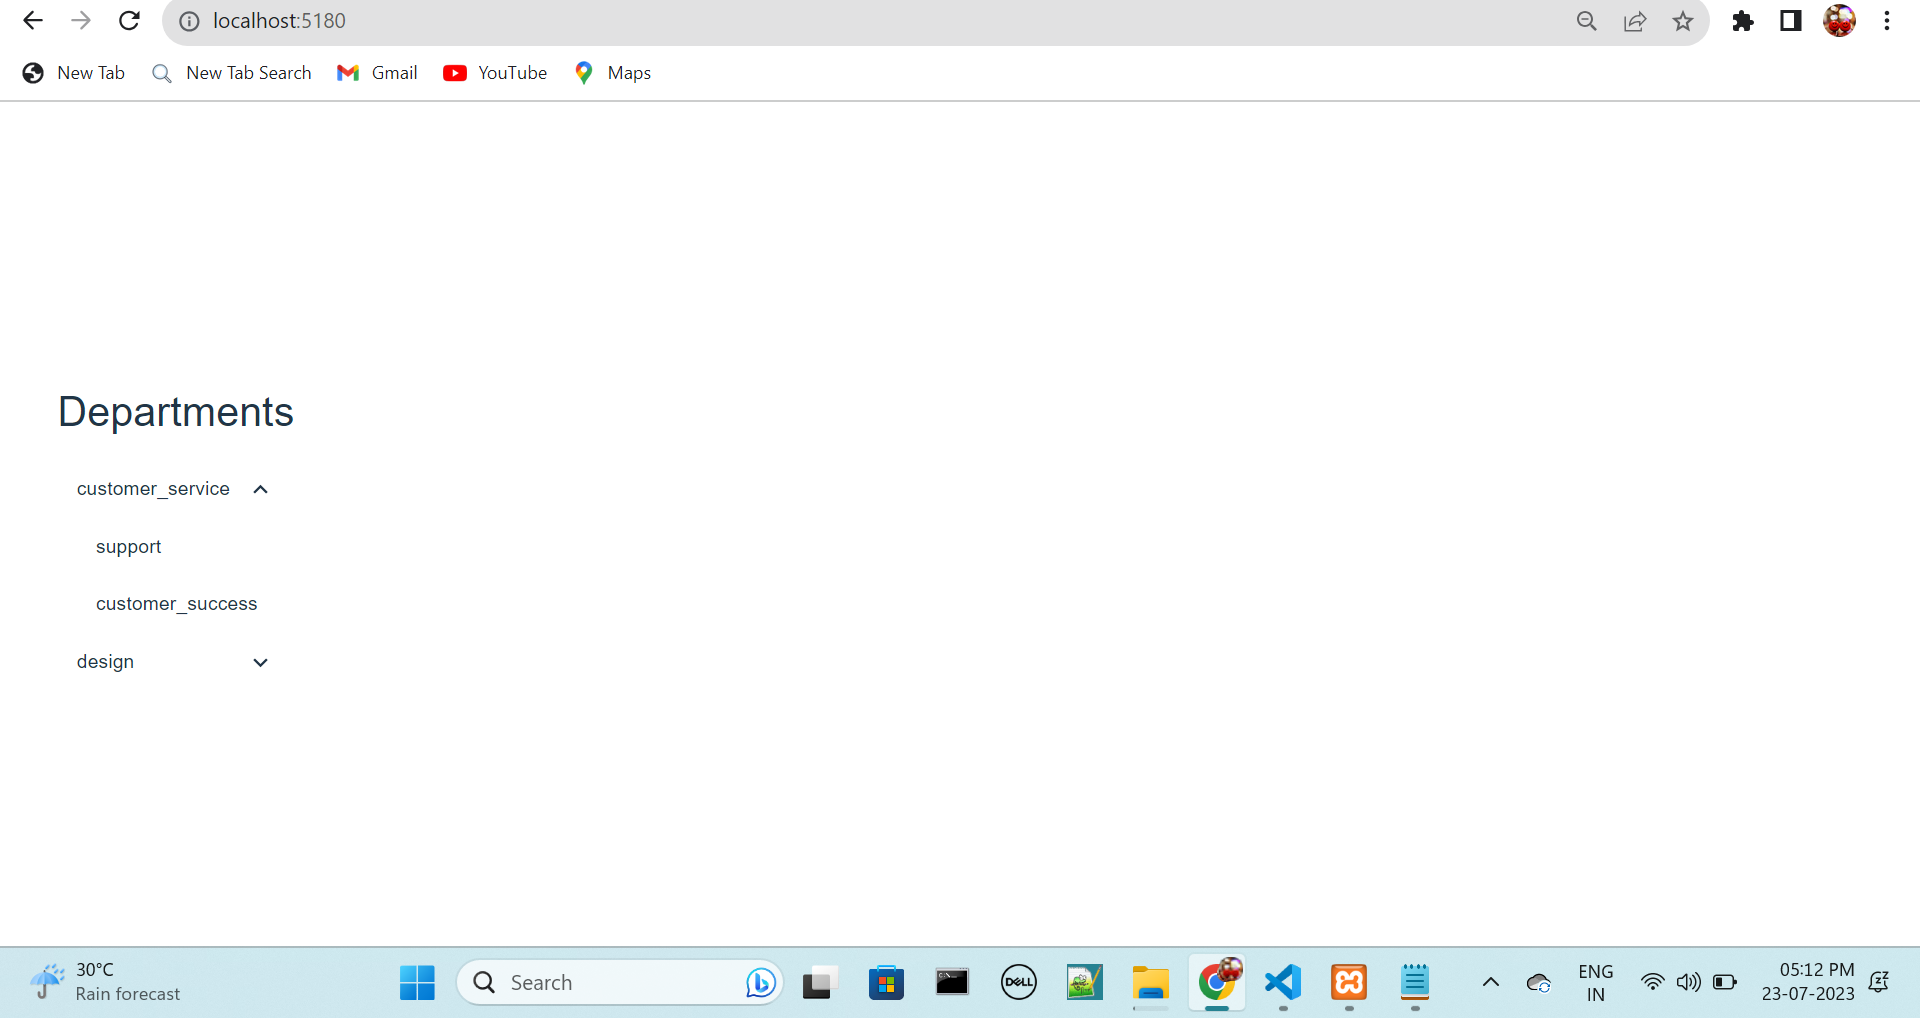 localhost:5180
New Tab New Tab Search Gmail YouTube Maps
Departments
customer_service
support
customer_success
design
30°C
Rain forecast
Search
DELL
ENG
IN
05:12 PM
23-07-2023